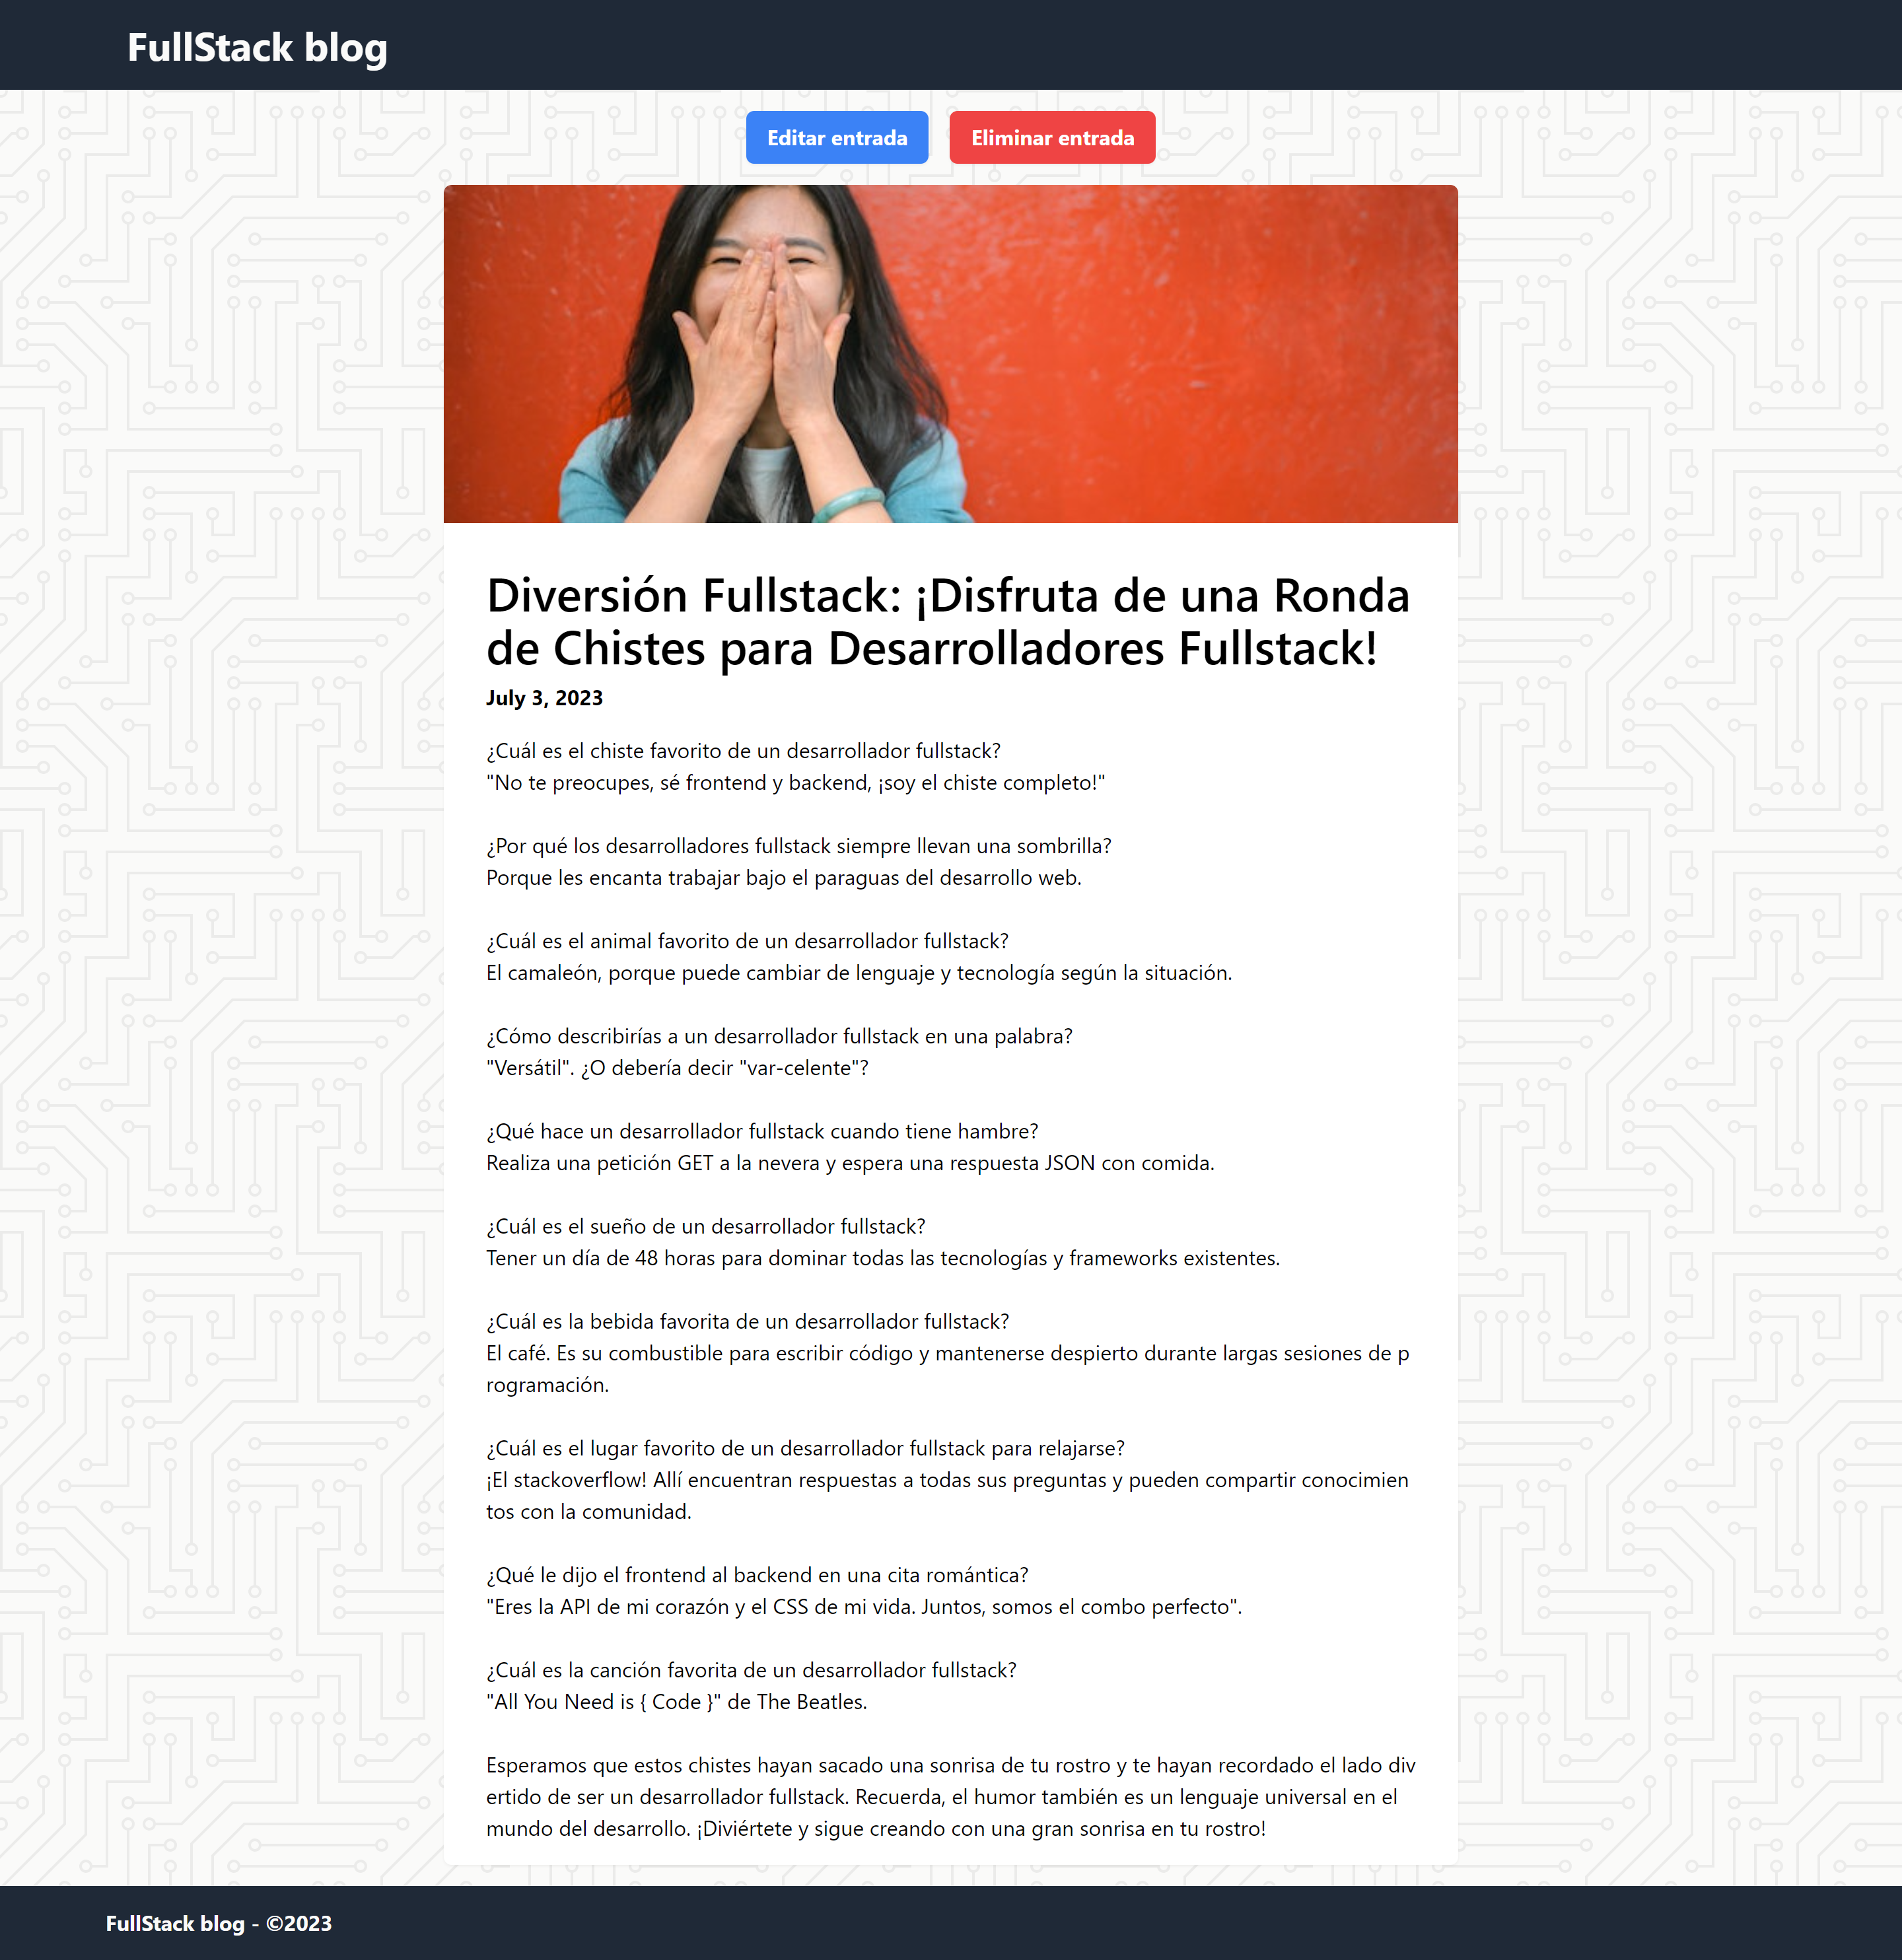 FullStack blog
Editar entrada
Eliminar entrada
Diversión Fullstack: ¡Disfruta de una Ronda
de Chistes para Desarrolladores Fullstack!
July 3, 2023
¿Cuál es el chiste favorito de un desarrollador fullstack?
"No te preocupes, sé frontend y backend, ¡soy el chiste completo!"
¿Por qué los desarrolladores fullstack siempre llevan una sombrilla?
Porque les encanta trabajar bajo el paraguas del desarrollo web.
¿Cuál es el animal favorito de un desarrollador fullstack?
El camaleón, porque puede cambiar de lenguaje y tecnología según la situación.
¿Cómo describirías a un desarrollador fullstack en una palabra?
"Versátil". ¿O debería decir "var-celente"?
¿Qué hace un desarrollador fullstack cuando tiene hambre?
Realiza una petición GET a la nevera y espera una respuesta JSON con comida.
¿Cuál es el sueño de un desarrollador fullstack?
Tener un día de 48 horas para dominar todas las tecnologías y frameworks existentes.
¿Cuál es la bebida favorita de un desarrollador fullstack?
El café. Es su combustible para escribir código y mantenerse despierto durante largas sesiones de p
rogramación.
¿Cuál es el lugar favorito de un desarrollador fullstack para relajarse?
¡El stackoverflow! Allí encuentran respuestas a todas sus preguntas y pueden compartir conocimien
tos con la comunidad.
¿Qué le dijo el frontend al backend en una cita romántica?
"Eres la API de mi corazón y el CSS de mi vida. Juntos, somos el combo perfecto".
¿Cuál es la canción favorita de un desarrollador fullstack?
"All You Need is { Code }" de The Beatles.
Esperamos que estos chistes hayan sacado una sonrisa de tu rostro y te hayan recordado el lado div
ertido de ser un desarrollador fullstack. Recuerda, el humor también es un lenguaje universal en el
mundo del desarrollo. ¡Diviértete y sigue creando con una gran sonrisa en tu rostro!
FullStack blog - ©2023